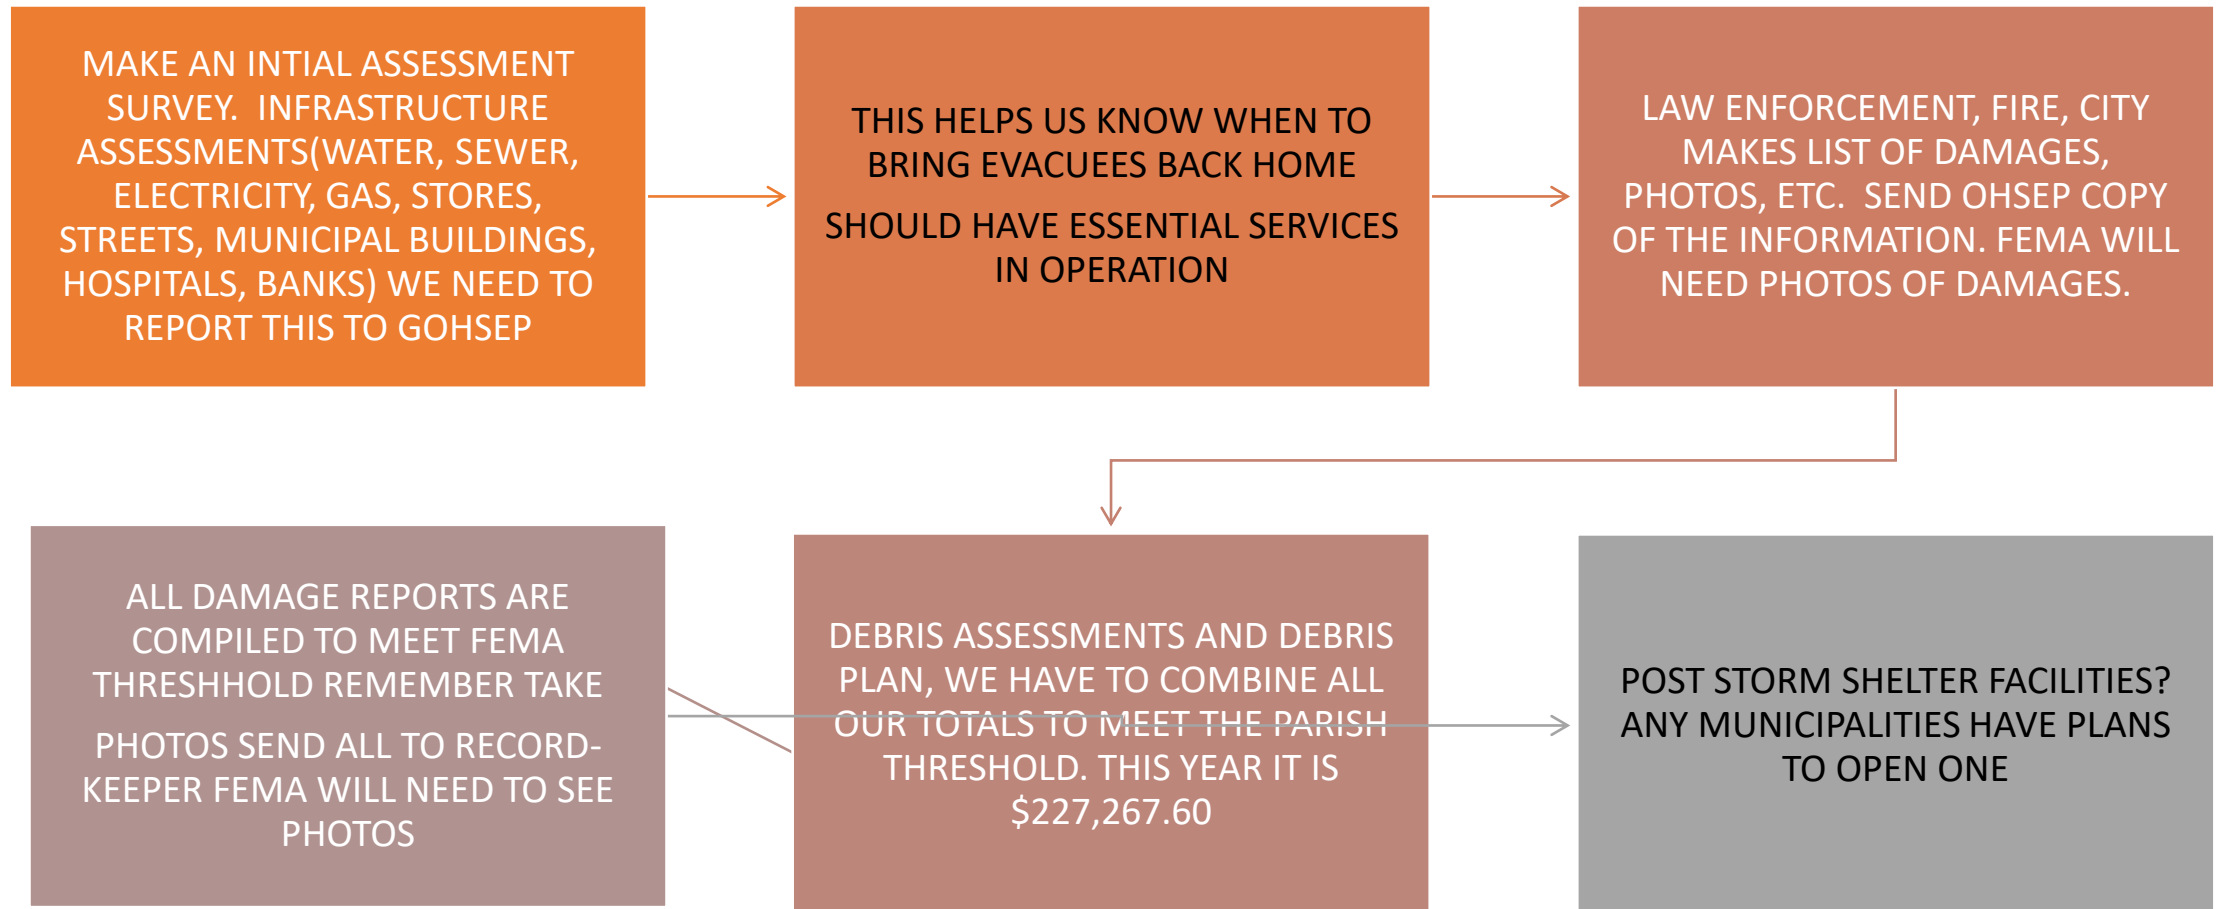 MAKE AN INTIAL ASSESSMENT
SURVEY. INFRASTRUCTURE
ASSESSMENTS(WATER, SEWER,
ELECTRICITY, GAS, STORES,
STREETS, MUNICIPAL BUILDINGS,
HOSPITALS, BANKS) WE NEED TO
REPORT THIS TO GOHSEP
THIS HELPS US KNOW WHEN TO
BRING EVACUEES BACK HOME
SHOULD HAVE ESSENTIAL SERVICES
IN OPERATION
LAW ENFORCEMENT, FIRE, CITY
MAKES LIST OF DAMAGES,
PHOTOS, ETC. SEND OHSEP COPY
OF THE INFORMATION. FEMA WILL
NEED PHOTOS OF DAMAGES.
ALL DAMAGE REPORTS ARE
COMPILED TO MEET FEMA
THRESHHOLD REMEMBER TAKE
PHOTOS SEND ALL TO RECORD-
KEEPER FEMA WILL NEED TO SEE
PHOTOS
DEBRIS ASSESSMENTS AND DEBRIS
PLAN, WE HAVE TO COMBINE ALL
OUR TOTALS TO MEET THE PARISH
THRESHOLD. THIS YEAR IT IS
$227,267.60
POST STORM SHELTER FACILITIES?
ANY MUNICIPALITIES HAVE PLANS
TO OPEN ONE